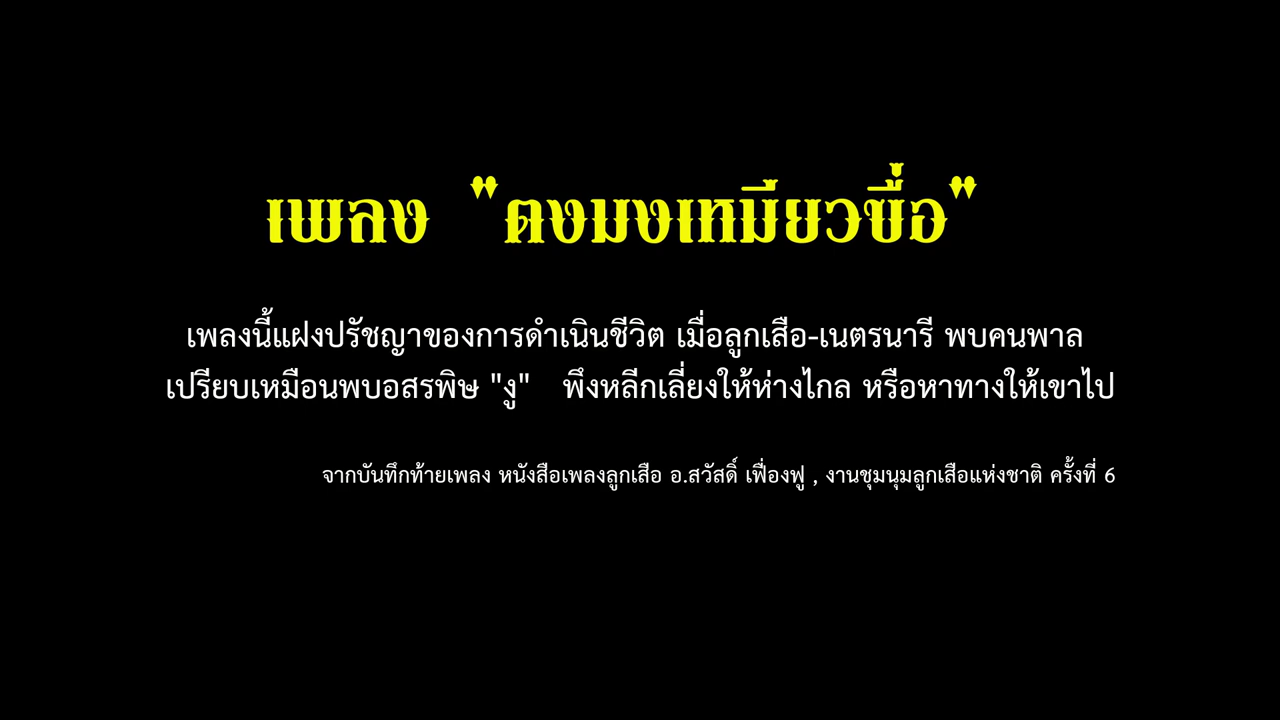 เพลง "ตงมงเหมียวขื่อ"
เพลงนี้แฝงปรัชญาของการดำเนินชีวิต เมื่อลูกเสือ-เนตรนารี พบคนพาล
เปรียบเหมือนพบอสรพิษ "งู" พึงหลีกเลี่ยงให้ห่างไกล หรือหาทางให้เขาไป
จากบันทึกท้ายเพลง หนังสือเพลงลูกเสือ อ.สวัสดิ์ เฟื่องฟู , งานชุมนุมลูกเสือแห่งชาติ ครั้งที่ 6